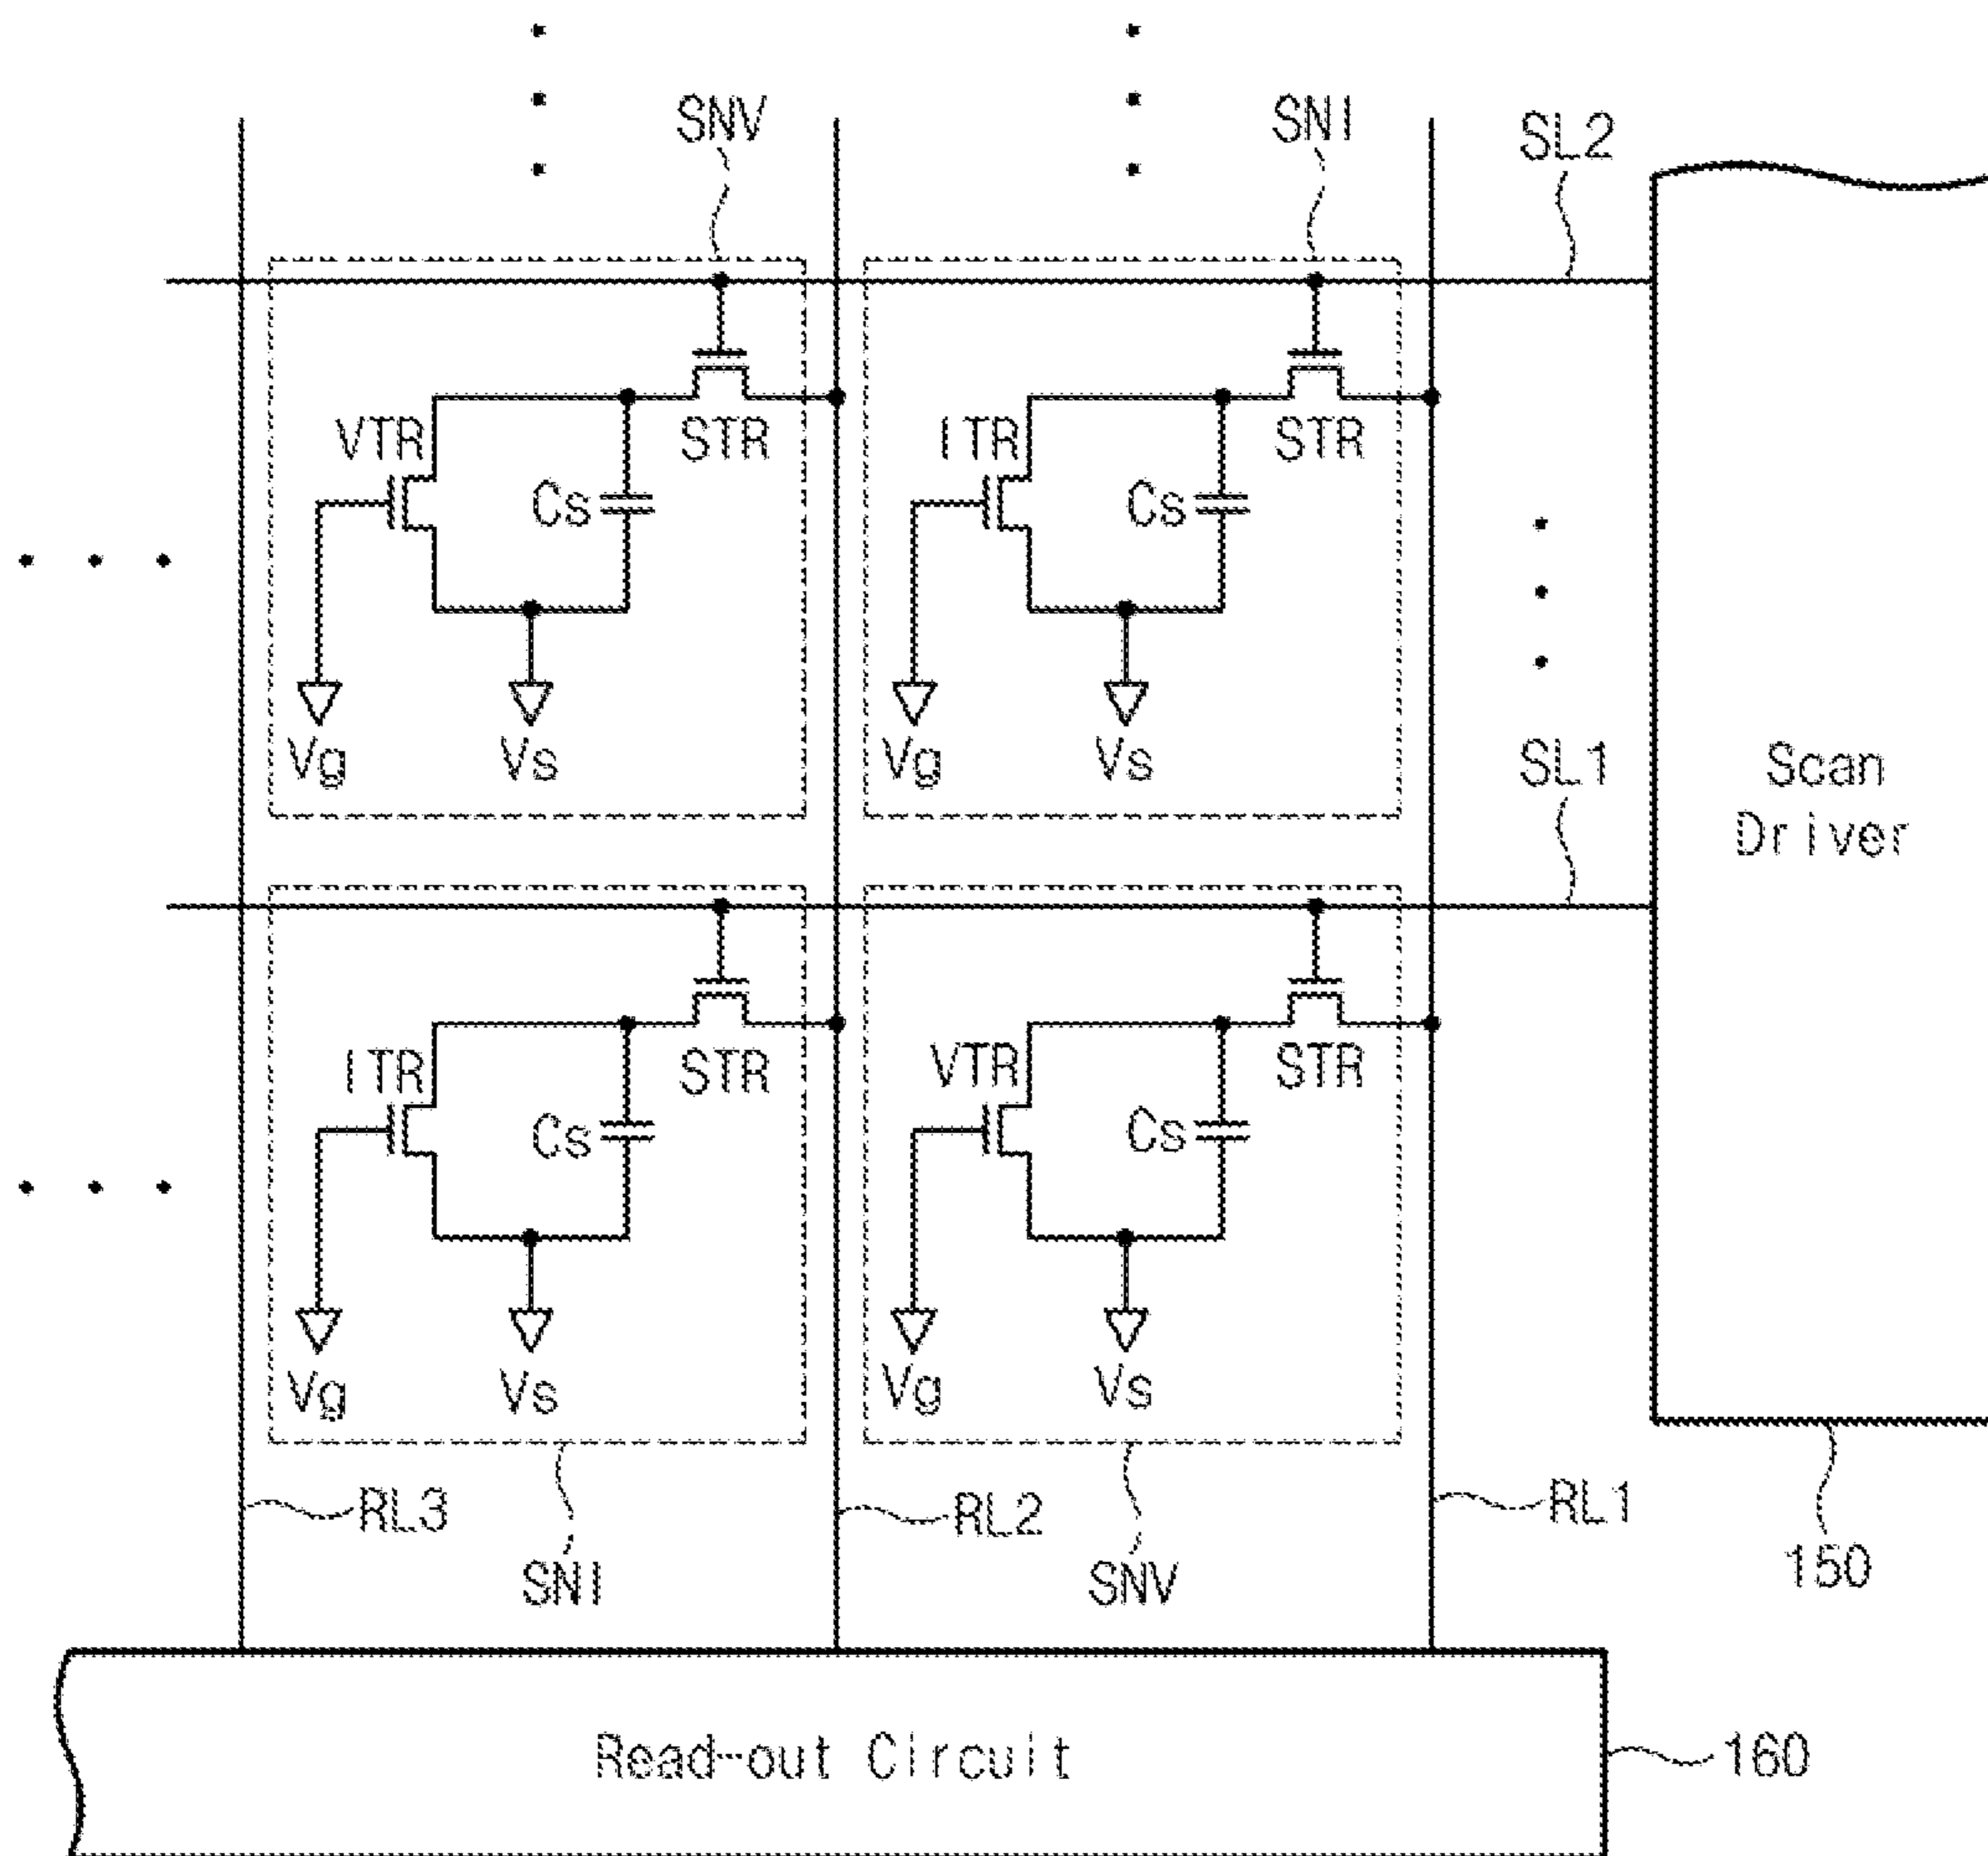 SNV
SNI
SL2
VTR
STR
Cs
Vg
Vs
ITR
STR
Cs
Vg
Vs
SL1
Scan
Driver
ITR
STR
Cs
Vg
Vs
VTR
STR
Cs
Vg
Vs
RL3
RL2
RL1
SNI
SNV
150
Read-out Circuit
160